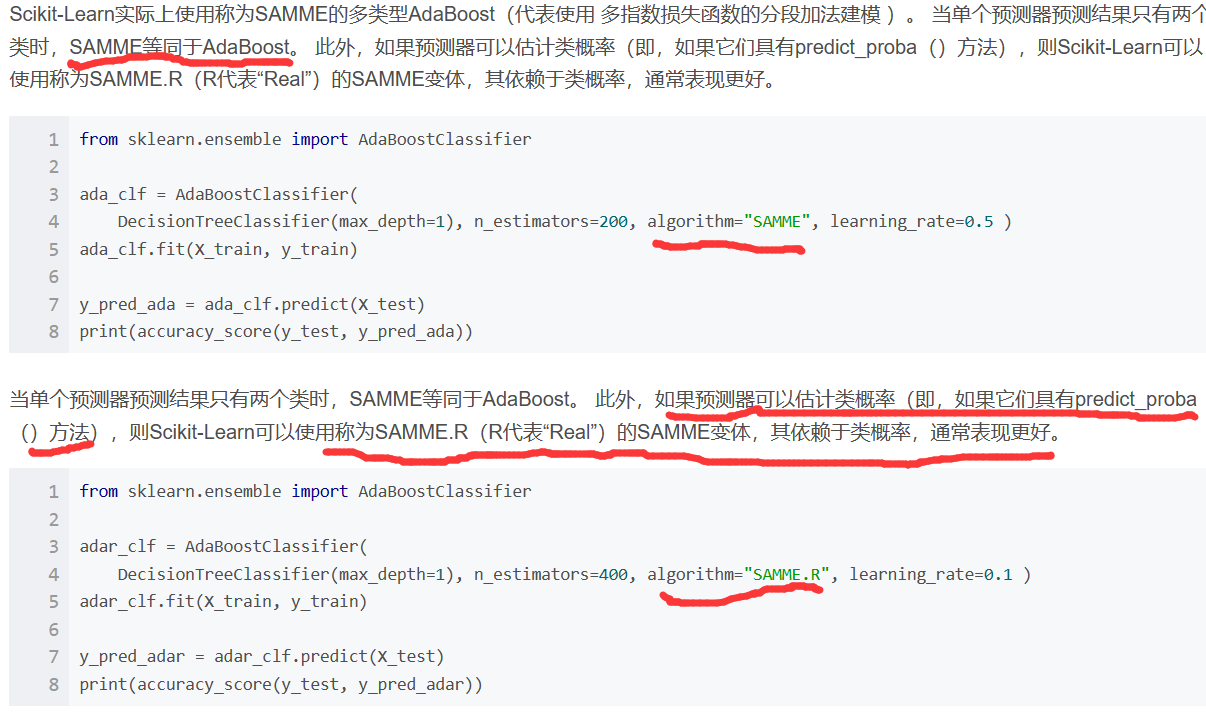 Scikit-Learn实际上使用称为SAMME的多类型AdaBoost（代表使用 多指数损失函数的分段加法建模 ）。 当单个预测器预测结果只有两个
类时，SAMME等同于AdaBoost。 此外，如果预测器可以估计类概率（即，如果它们具有predict_proba（）方法），则Scikit-Learn可以
使用称为SAMME.R（R代表“Real”）的SAMME变体，其依赖于类概率，通常表现更好。
1 from sklearn.ensemble import AdaBoostClassifier
2
3 ada_clf = AdaBoostClassifier(
4     DecisionTreeClassifier(max_depth=1), n_estimators=200, algorithm="SAMME", learning_rate=0.5 )
5 ada_clf.fit(X_train, y_train)
6
7 y_pred_ada = ada_clf.predict(X_test)
8 print(accuracy_score(y_test, y_pred_ada))
当单个预测器预测结果只有两个类时，SAMME等同于AdaBoost。 此外，如果预测器可以估计类概率（即，如果它们具有predict_proba
（）方法），则Scikit-Learn可以使用称为SAMME.R（R代表“Real”）的SAMME变体，其依赖于类概率，通常表现更好。
1 from sklearn.ensemble import AdaBoostClassifier
2
3 adar_clf = AdaBoostClassifier(
4     DecisionTreeClassifier(max_depth=1), n_estimators=400, algorithm="SAMME.R", learning_rate=0.1 )
5 adar_clf.fit(X_train, y_train)
6
7 y_pred_adar = adar_clf.predict(X_test)
8 print(accuracy_score(y_test, y_pred_adar))